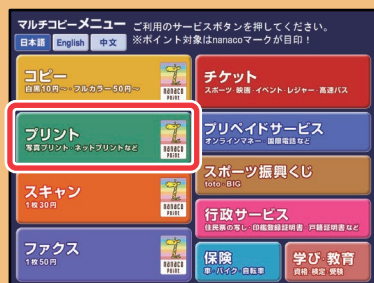 マルチコピーメニュー ご利用のサービスボタンを押してください。
日本語 English 中文 ※ポイント対象はnanacoマークが目印！
コピー
白黒10円～・フルカラー50円～
nanaco
POINT
チケット
スポーツ・映画・イベント・レジャー・高速バス
プリント
写真プリント・ネットプリントなど
nanaco
POINT
プリペイドサービス
オンラインマネー・国際電話など
スポーツ振興くじ
toto・BIG
スキャン
1枚30円
nanaco
POINT
行政サービス
住民票の写し・印鑑登録証明書・戸籍証明書など
ファクス
1枚50円
nanaco
POINT
保険
車・バイク・自転車
学び・教育
資格・検定・受験